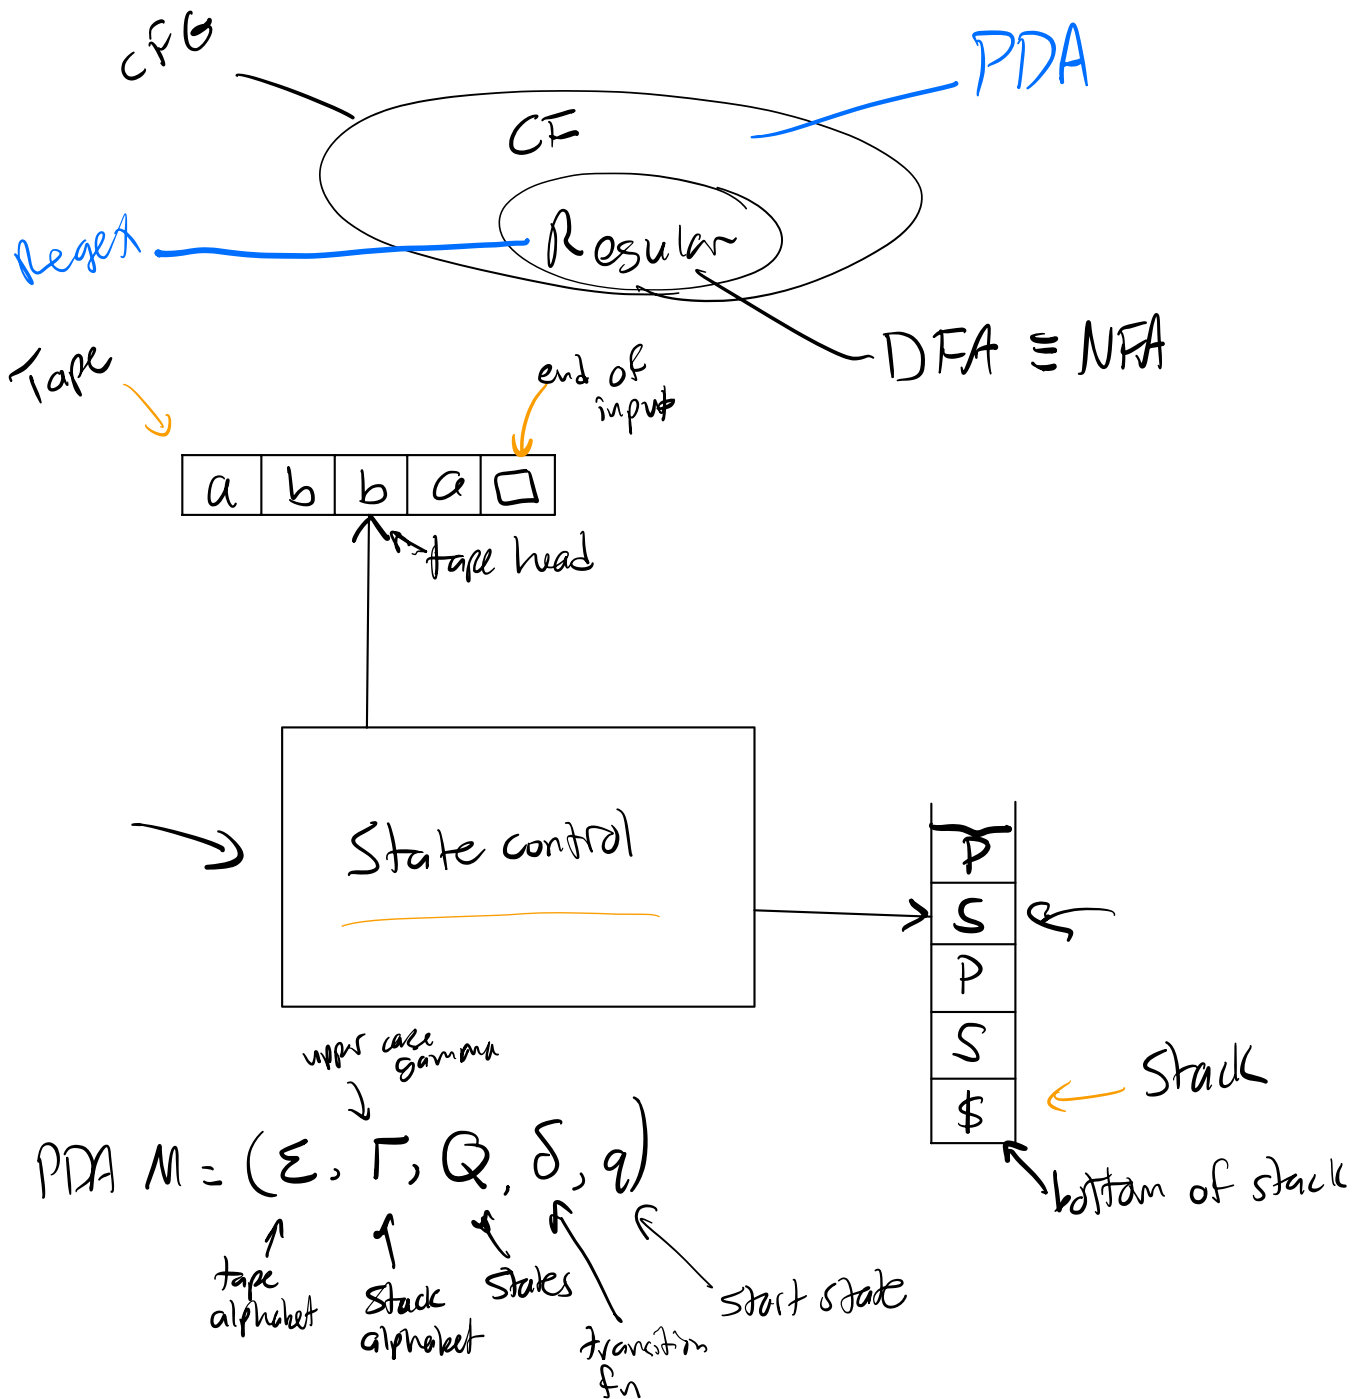 CFG
PDA
CF
Regex
Regular
DFA ≡ NFA
Tape
end of
input
a b b a □
tape head
State control
P
S
P
S
$
Stack
bottom of stack
upper case
gamma
PDA M = (Σ, Γ, Q, δ, q)
tape
alphabet
stack
alphabet
states
transition
fn
start state